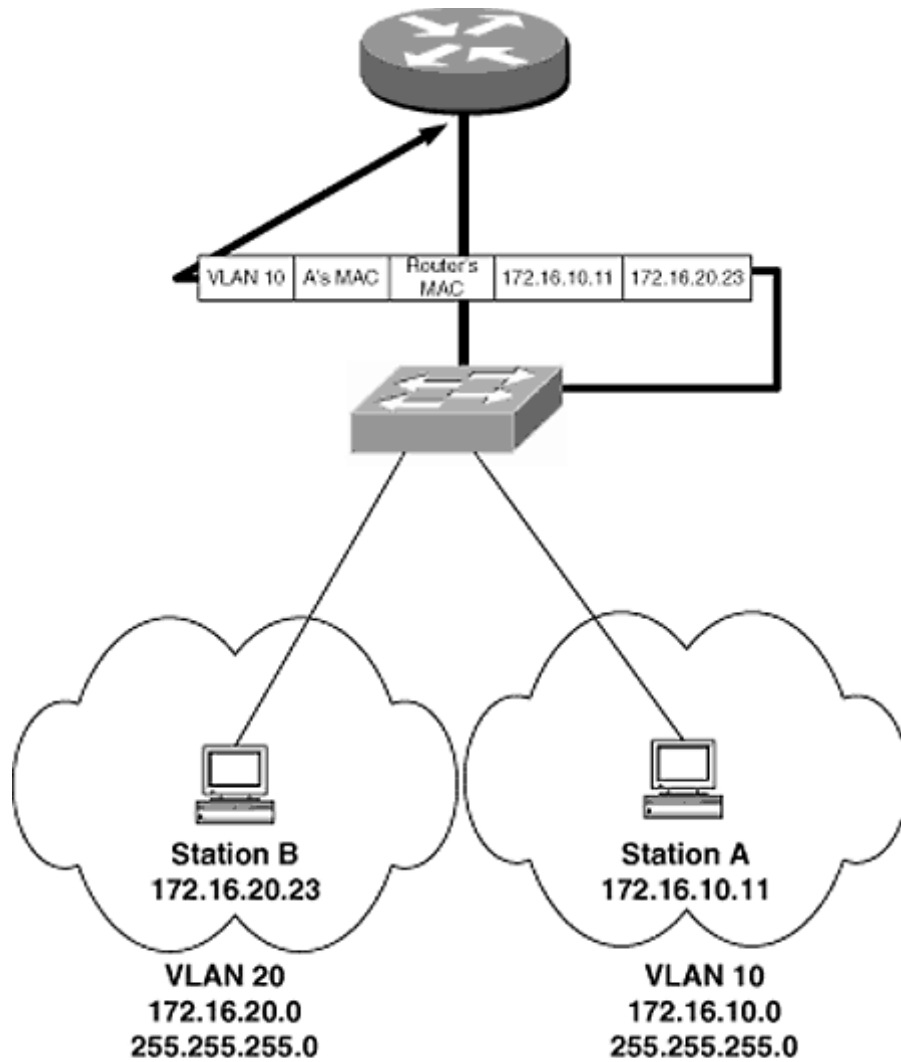 VLAN 10 A's MAC Router's MAC 172.16.10.11 172.16.20.23
Station B
172.16.20.23
VLAN 20
172.16.20.0
255.255.255.0
Station A
172.16.10.11
VLAN 10
172.16.10.0
255.255.255.0